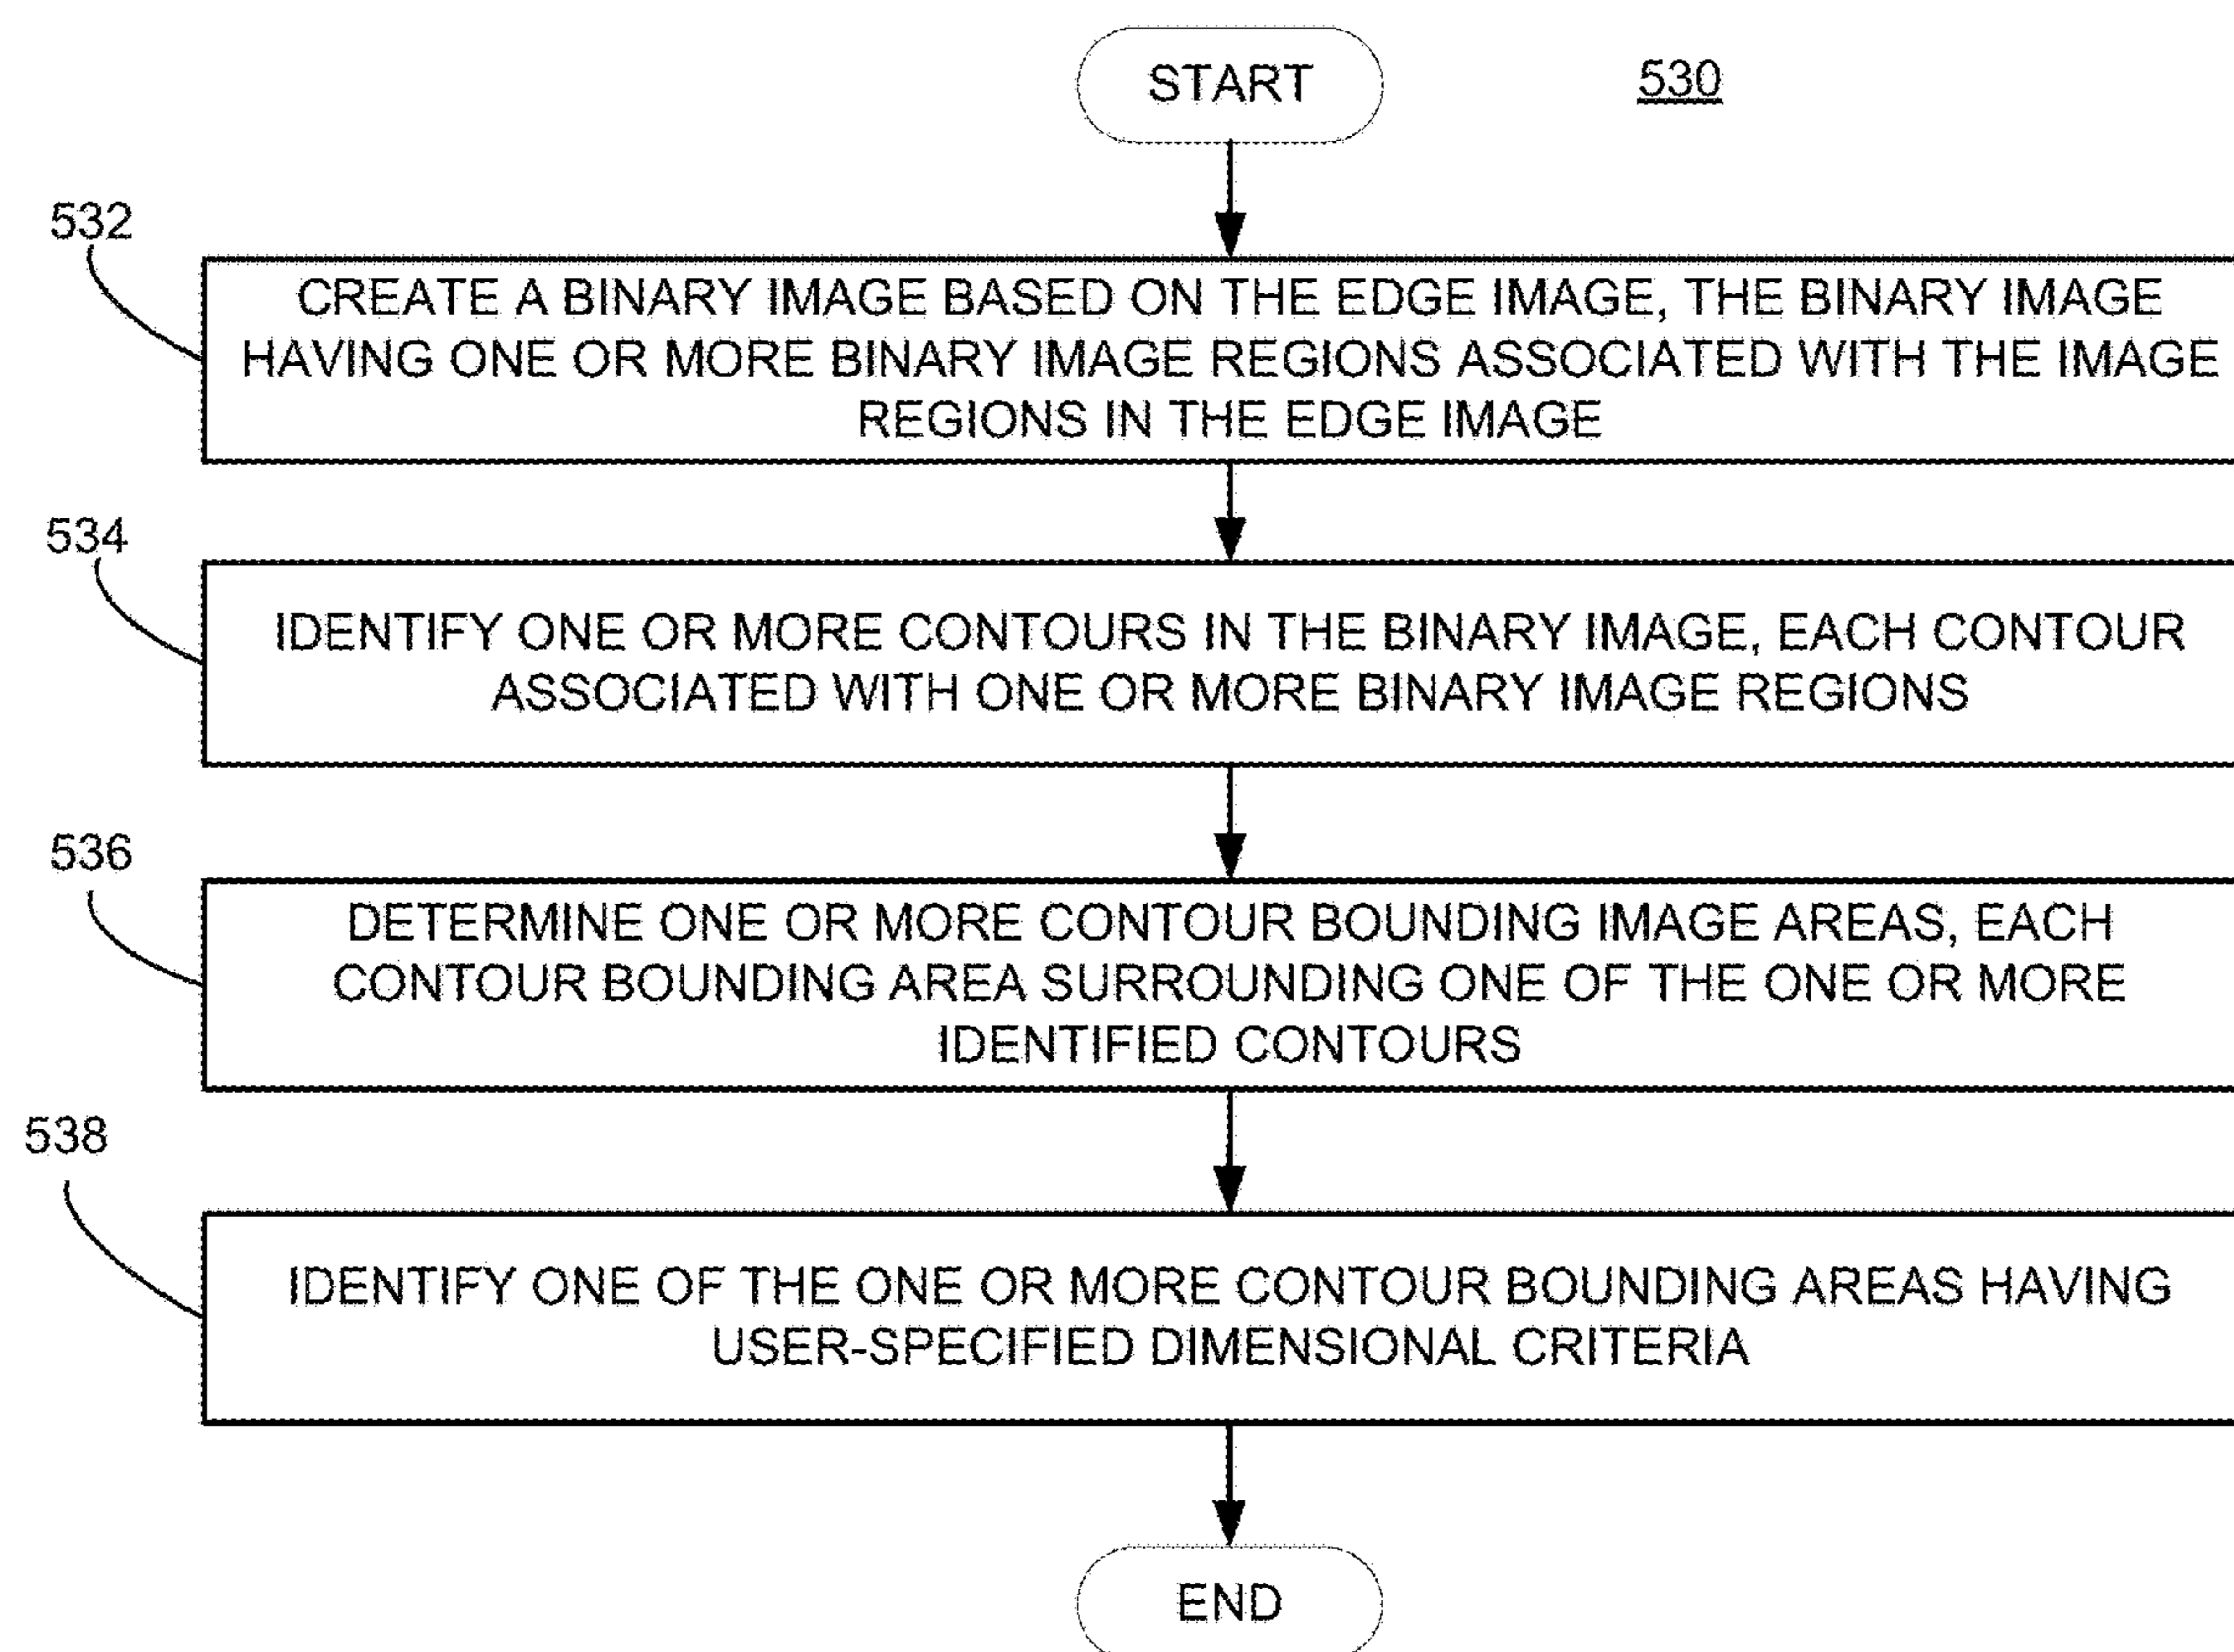 START
530
532
CREATE A BINARY IMAGE BASED ON THE EDGE IMAGE, THE BINARY IMAGE
HAVING ONE OR MORE BINARY IMAGE REGIONS ASSOCIATED WITH THE IMAGE
REGIONS IN THE EDGE IMAGE
534
IDENTIFY ONE OR MORE CONTOURS IN THE BINARY IMAGE, EACH CONTOUR
ASSOCIATED WITH ONE OR MORE BINARY IMAGE REGIONS
536
DETERMINE ONE OR MORE CONTOUR BOUNDING IMAGE AREAS, EACH
CONTOUR BOUNDING AREA SURROUNDING ONE OF THE ONE OR MORE
IDENTIFIED CONTOURS
538
IDENTIFY ONE OF THE ONE OR MORE CONTOUR BOUNDING AREAS HAVING
USER-SPECIFIED DIMENSIONAL CRITERIA
END